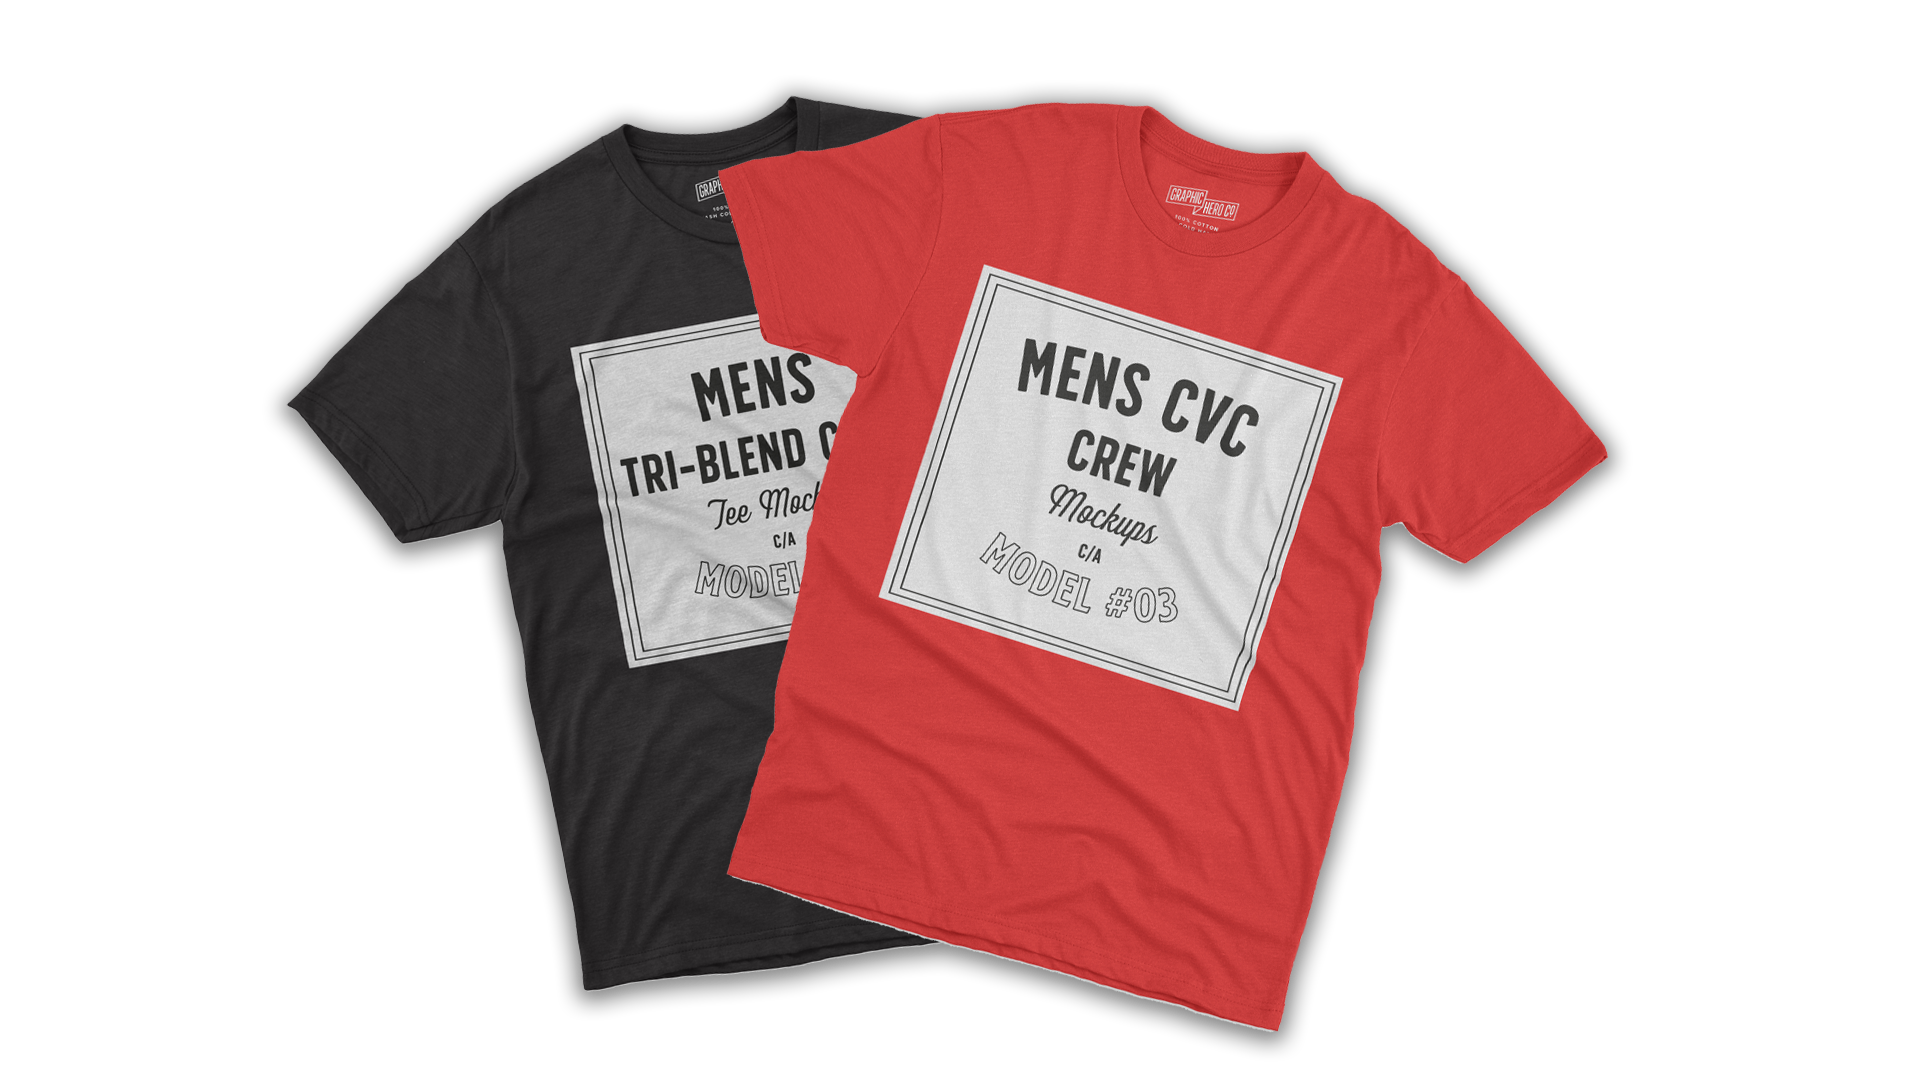 MENS
TRI-BLEND
Tee
C/A
MODEL
GRAPHIC
HERO CO
100% COTTON
MENS CVC
CREW
Mockups
C/A
MODEL #03